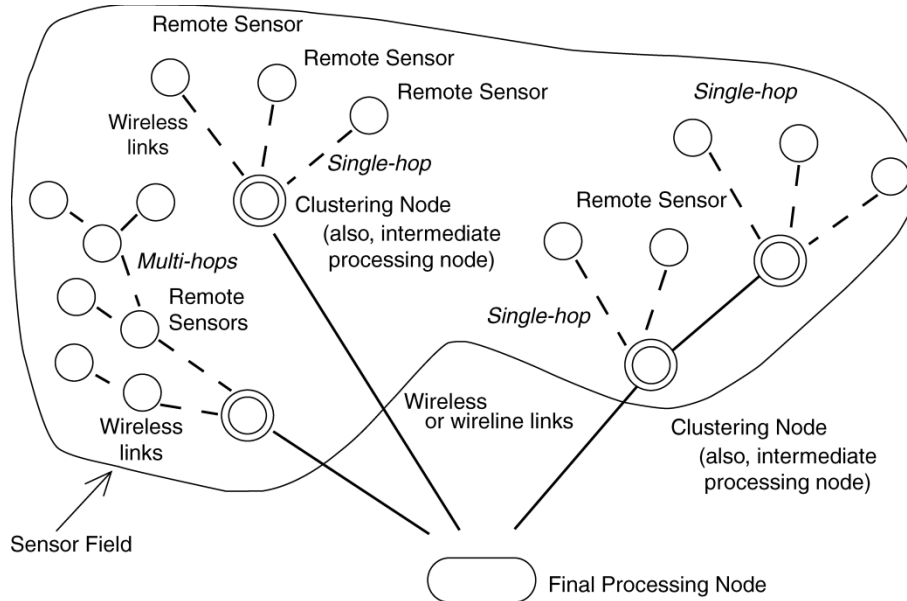 Remote Sensor
Remote Sensor
Remote Sensor
Single-hop
Wireless
links
Single-hop
Clustering Node
(also, intermediate
processing node)
Remote Sensor
Multi-hops
Remote
Sensors
Single-hop
Wireless
or wireline links
Wireless
links
Clustering Node
(also, intermediate
processing node)
Sensor Field
Final Processing Node